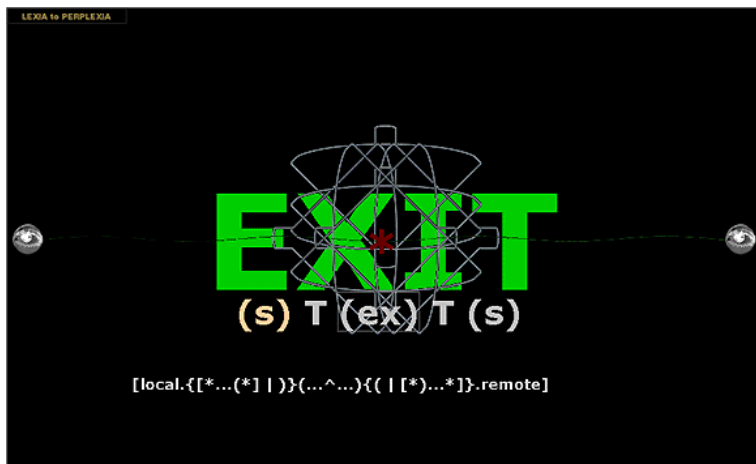 LEXIA to PERPLEXIA
EXIT
*
(s) T (ex) T (s)
[local.{[*...(*] | )}(...^...){( | [*)...*]}.remote]